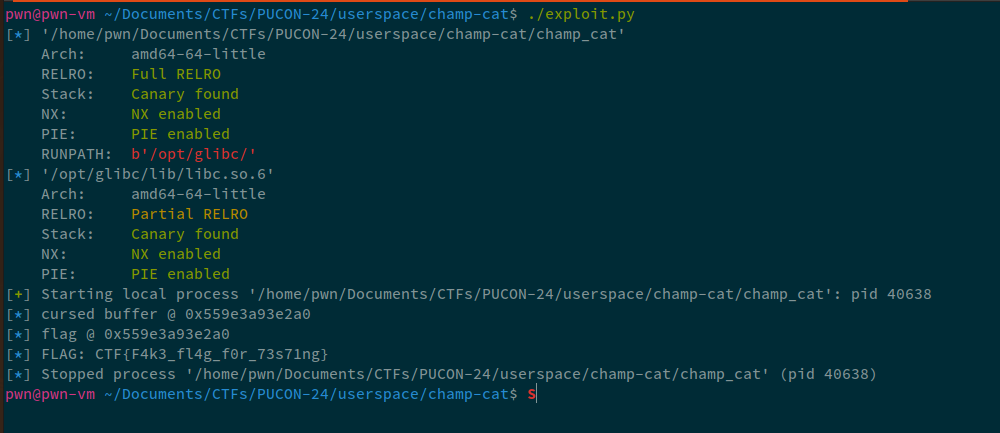 pwn@pwn-vm ~/Documents/CTFs/PUCON-24/userspace/champ-cat$ ./exploit.py
[*] '/home/pwn/Documents/CTFs/PUCON-24/userspace/champ-cat/champ_cat'
    Arch:     amd64-64-little
    RELRO:    Full RELRO
    Stack:    Canary found
    NX:       NX enabled
    PIE:      PIE enabled
    RUNPATH:  b'/opt/glibc/'
[*] '/opt/glibc/lib/libc.so.6'
    Arch:     amd64-64-little
    RELRO:    Partial RELRO
    Stack:    Canary found
    NX:       NX enabled
    PIE:      PIE enabled
[+] Starting local process '/home/pwn/Documents/CTFs/PUCON-24/userspace/champ-cat/champ_cat': pid 40638
[*] cursed buffer @ 0x559e3a93e2a0
[*] flag @ 0x559e3a93e2a0
[*] FLAG: CTF{F4k3_fl4g_f0r_73s71ng}
[*] Stopped process '/home/pwn/Documents/CTFs/PUCON-24/userspace/champ-cat/champ_cat' (pid 40638)
pwn@pwn-vm ~/Documents/CTFs/PUCON-24/userspace/champ-cat$ S